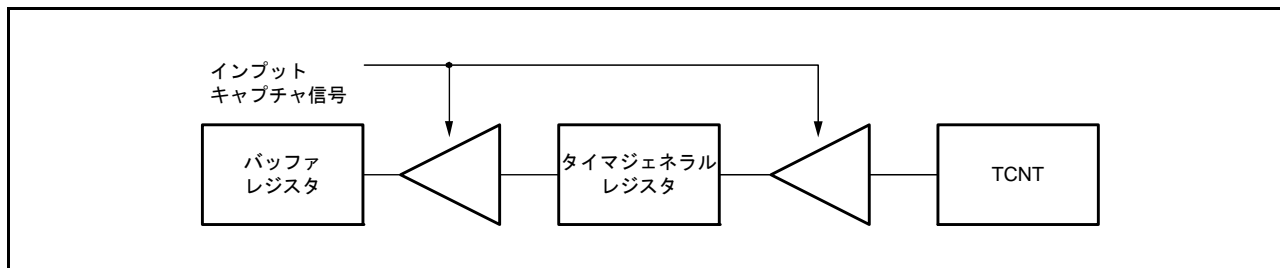 インプット
キャプチャ信号
バッファ
レジスタ
タイマジェネラル
レジスタ
TCNT